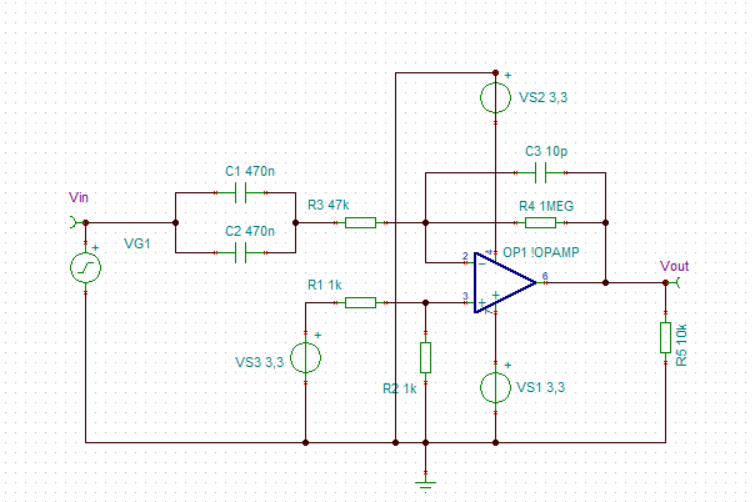 +
VS2 3,3
C3 10p
C1 470n
Vin
R3 47k
R4 1MEG
C2 470n
+
VG1
2
4
OP1 !OPAMP
6
Vout
R1 1k
3
7
+
VS3 3,3
R5 10k
+
R2 1k
VS1 3,3